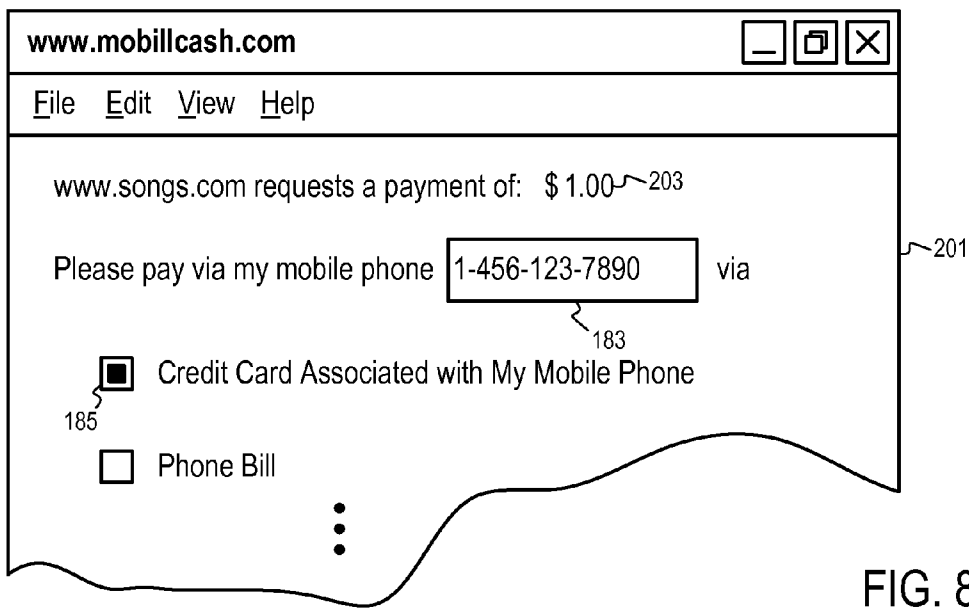 www.mobillcash.com
File Edit View Help
www.songs.com requests a payment of: $ 1.00 203
201
Please pay via my mobile phone 1-456-123-7890 via
183
Credit Card Associated with My Mobile Phone
185
Phone Bill
FIG. 8